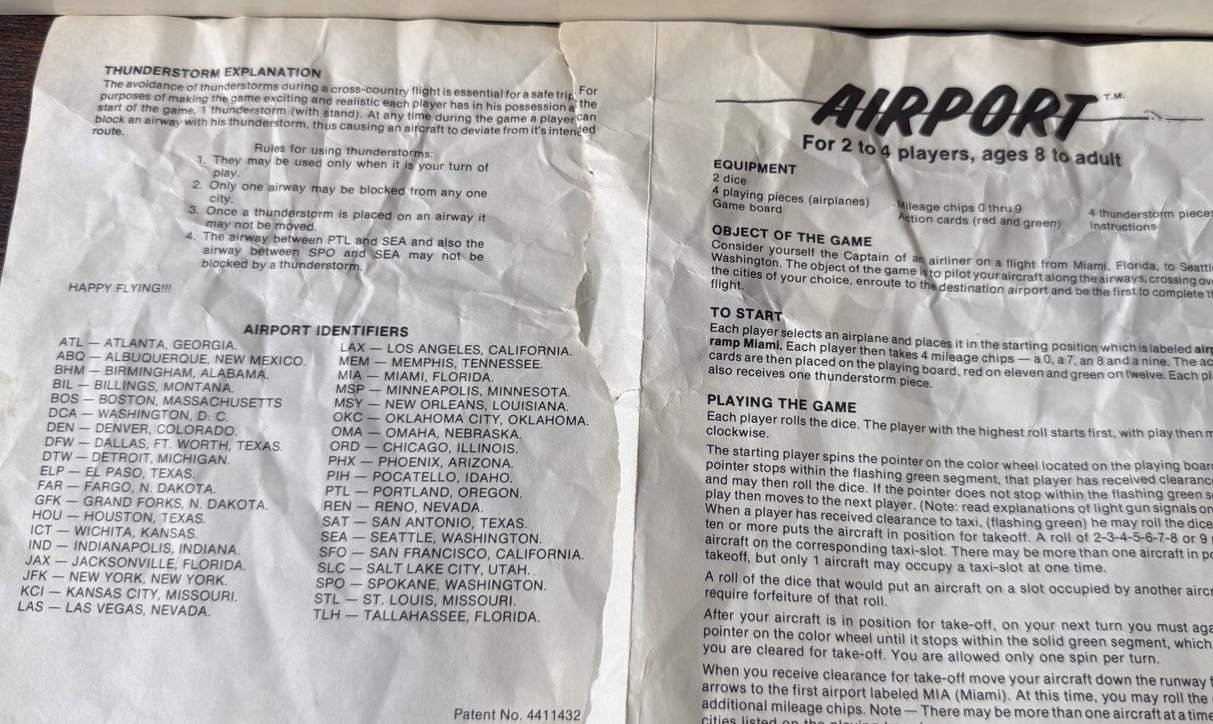 THUNDERSTORM EXPLANATION
The avoidance of thunderstorms during a cross-country flight is essential for a safe trip. For
purposes of making the game exciting and realistic each player has in his possession at the
start of the game, 1 thunderstorm (with stand). At any time during the game a player can
block an airway with his thunderstorm, thus causing an aircraft to deviate from it's intended
route.
Rules for using thunderstorms:
1. They may be used only when it is your turn of
play.
2. Only one airway may be blocked from any one
city.
3. Once a thunderstorm is placed on an airway it
may not be moved.
4. The airway between PTL and SEA and also the
airway between SPO and SEA may not be
blocked by a thunderstorm.
HAPPY FLYING!!!
AIRPORT IDENTIFIERS
ATL — ATLANTA, GEORGIA.
ABQ — ALBUQUERQUE, NEW MEXICO.
BHM — BIRMINGHAM, ALABAMA.
BIL — BILLINGS, MONTANA.
BOS — BOSTON, MASSACHUSETTS
DCA — WASHINGTON, D. C.
DEN — DENVER, COLORADO.
DFW — DALLAS, FT. WORTH, TEXAS.
DTW — DETROIT, MICHIGAN.
ELP — EL PASO, TEXAS.
FAR — FARGO, N. DAKOTA.
GFK — GRAND FORKS, N. DAKOTA.
HOU — HOUSTON, TEXAS.
ICT — WICHITA, KANSAS.
IND — INDIANAPOLIS, INDIANA.
JAX — JACKSONVILLE, FLORIDA.
JFK — NEW YORK, NEW YORK.
KCI — KANSAS CITY, MISSOURI.
LAS — LAS VEGAS, NEVADA.
LAX — LOS ANGELES, CALIFORNIA.
MEM — MEMPHIS, TENNESSEE.
MIA — MIAMI, FLORIDA.
MSP — MINNEAPOLIS, MINNESOTA.
MSY — NEW ORLEANS, LOUISIANA.
OKC — OKLAHOMA CITY, OKLAHOMA.
OMA — OMAHA, NEBRASKA.
ORD — CHICAGO, ILLINOIS.
PHX — PHOENIX, ARIZONA.
PIH — POCATELLO, IDAHO.
PTL — PORTLAND, OREGON.
REN — RENO, NEVADA.
SAT — SAN ANTONIO, TEXAS.
SEA — SEATTLE, WASHINGTON.
SFO — SAN FRANCISCO, CALIFORNIA.
SLC — SALT LAKE CITY, UTAH.
SPO — SPOKANE, WASHINGTON.
STL — ST. LOUIS, MISSOURI.
TLH — TALLAHASSEE, FLORIDA.
Patent No. 4411432
AIRPORT T.M.
For 2 to 4 players, ages 8 to adult
EQUIPMENT
2 dice
4 playing pieces (airplanes)
Game board
Mileage chips 0 thru 9
Action cards (red and green)
4 thunderstorm pieces
Instructions
OBJECT OF THE GAME
Consider yourself the Captain of an airliner on a flight from Miami, Florida, to Seattl
Washington. The object of the game is to pilot your aircraft along the airways, crossing ov
the cities of your choice, enroute to the destination airport and be the first to complete t
flight.
TO START
Each player selects an airplane and places it in the starting position which is labeled air
ramp Miami. Each player then takes 4 mileage chips — a 0, a 7, an 8 and a nine. The ac
cards are then placed on the playing board, red on eleven and green on twelve. Each pl
also receives one thunderstorm piece.
PLAYING THE GAME
Each player rolls the dice. The player with the highest roll starts first, with play then m
clockwise.
The starting player spins the pointer on the color wheel located on the playing boar
pointer stops within the flashing green segment, that player has received clearanc
and may then roll the dice. If the pointer does not stop within the flashing green s
play then moves to the next player. (Note: read explanations of light gun signals on
When a player has received clearance to taxi, (flashing green) he may roll the dice
ten or more puts the aircraft in position for takeoff. A roll of 2-3-4-5-6-7-8 or 9
aircraft on the corresponding taxi-slot. There may be more than one aircraft in po
takeoff, but only 1 aircraft may occupy a taxi-slot at one time.
A roll of the dice that would put an aircraft on a slot occupied by another aircr
require forfeiture of that roll.
After your aircraft is in position for take-off, on your next turn you must aga
pointer on the color wheel until it stops within the solid green segment, which
you are cleared for take-off. You are allowed only one spin per turn.
When you receive clearance for take-off move your aircraft down the runway f
arrows to the first airport labeled MIA (Miami). At this time, you may roll the
additional mileage chips. Note — There may be more than one aircraft at a time
cities listed on the playing